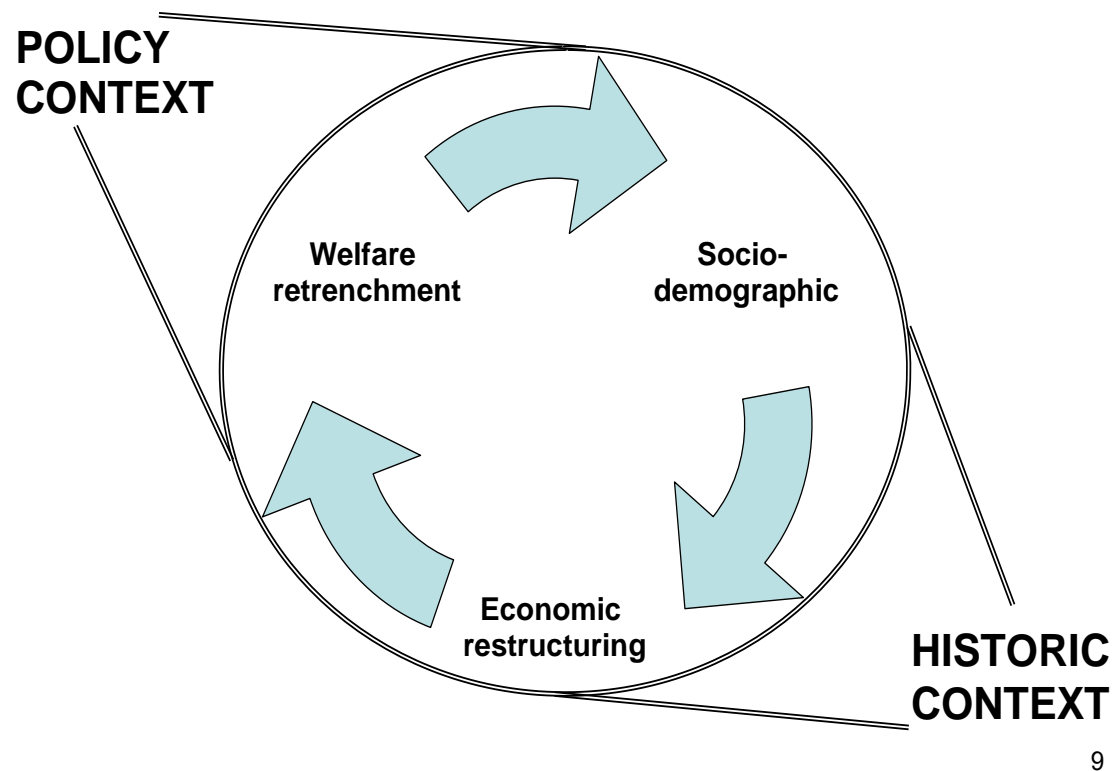 POLICY
CONTEXT
Welfare
retrenchment
Socio-
demographic
Economic
restructuring
HISTORIC
CONTEXT
9